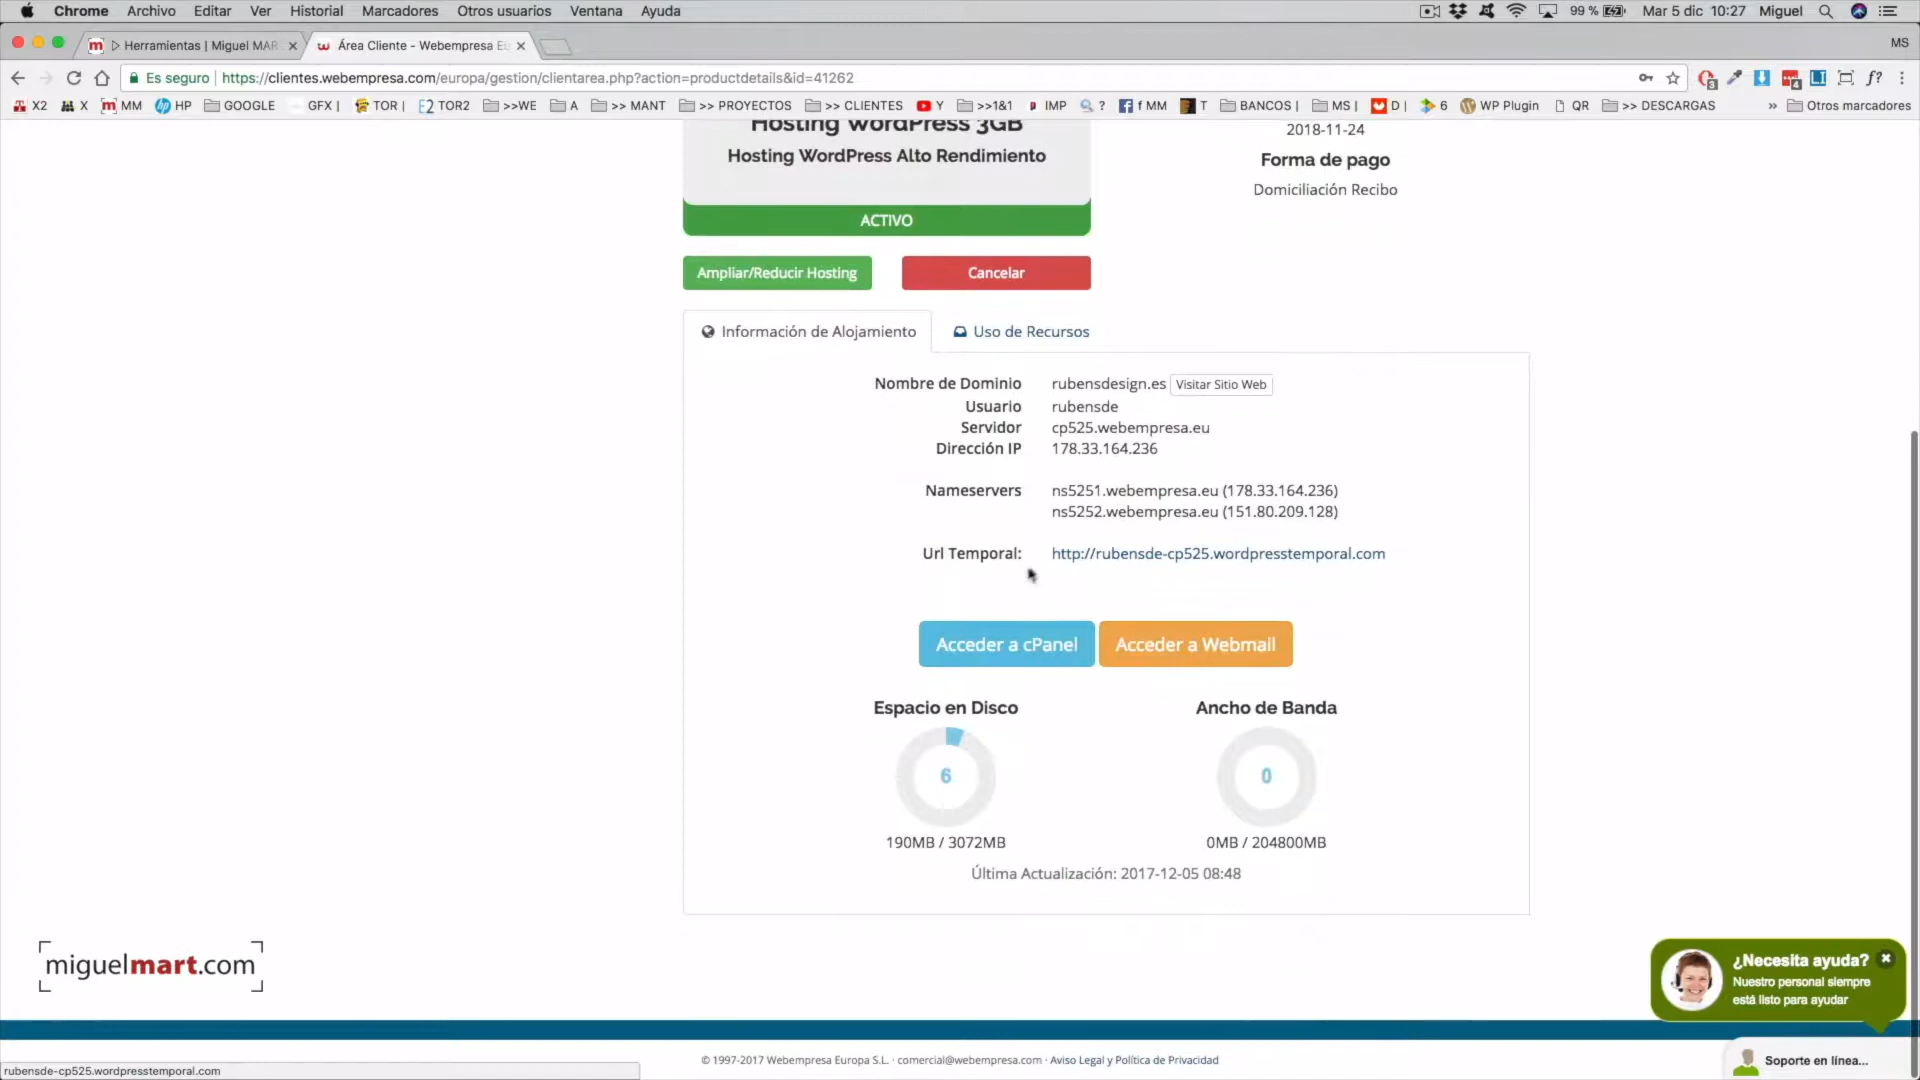 Chrome Archivo Editar Ver Historial Marcadores Otros usuarios Ventana Ayuda 99 % Mar 5 dic 10:27 Miguel
Herramientas | Miguel MAR Área Cliente - Webempresa Eu MS
Es seguro https://clientes.webempresa.com/europa/gestion/clientarea.php?action=productdetails&id=41262
X2 X MM HP GOOGLE GFX | TOR | TOR2 >>WE A >> MANT >> PROYECTOS >> CLIENTES Y >>1&1 IMP ? f MM T BANCOS | MS | D | 6 WP Plugin QR >> DESCARGAS » Otros marcadores
Hosting WordPress 3GB
Hosting WordPress Alto Rendimiento
ACTIVO
2018-11-24
Forma de pago
Domiciliación Recibo
Ampliar/Reducir Hosting Cancelar
Información de Alojamiento Uso de Recursos
Nombre de Dominio rubensdesign.es Visitar Sitio Web
Usuario rubensde
Servidor cp525.webempresa.eu
Dirección IP 178.33.164.236
Nameservers ns5251.webempresa.eu (178.33.164.236)
ns5252.webempresa.eu (151.80.209.128)
Url Temporal: http://rubensde-cp525.wordpresstemporal.com
Acceder a cPanel Acceder a Webmail
Espacio en Disco Ancho de Banda
6 0
190MB / 3072MB 0MB / 204800MB
Última Actualización: 2017-12-05 08:48
miguelmart.com
¿Necesita ayuda?
Nuestro personal siempre
está listo para ayudar
© 1997-2017 Webempresa Europa S.L. · comercial@webempresa.com · Aviso Legal y Política de Privacidad
Soporte en línea...
rubensde-cp525.wordpresstemporal.com